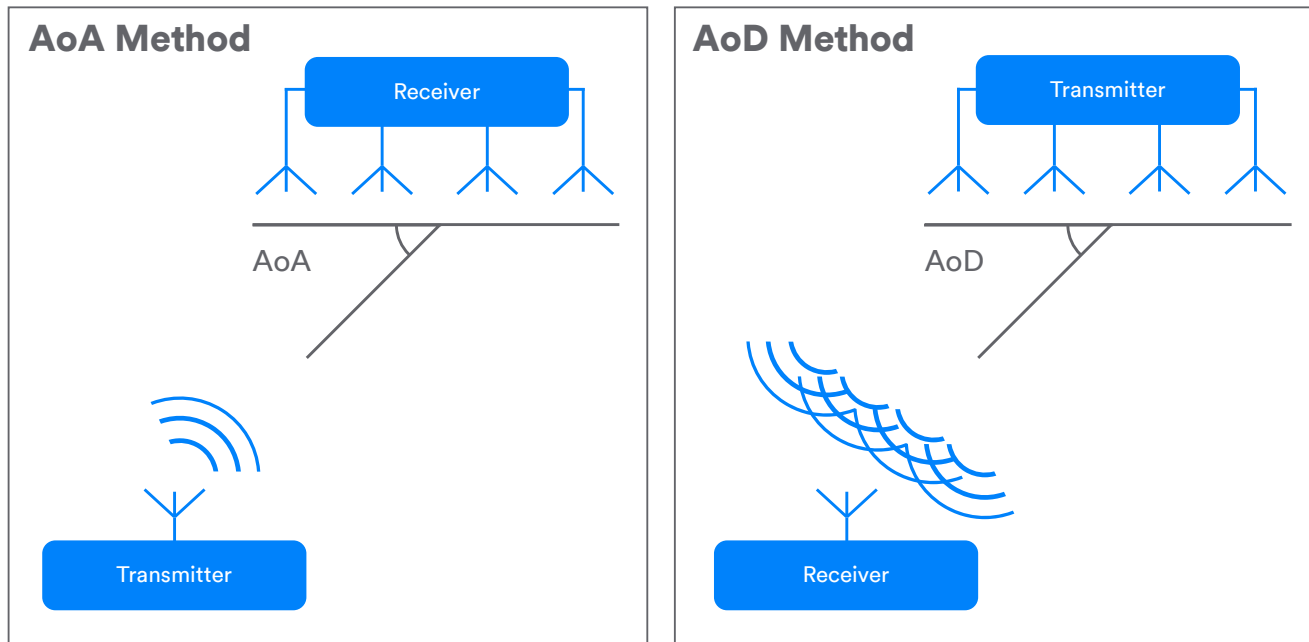 AoA Method
Receiver
AoA
Transmitter
AoD Method
Transmitter
AoD
Receiver